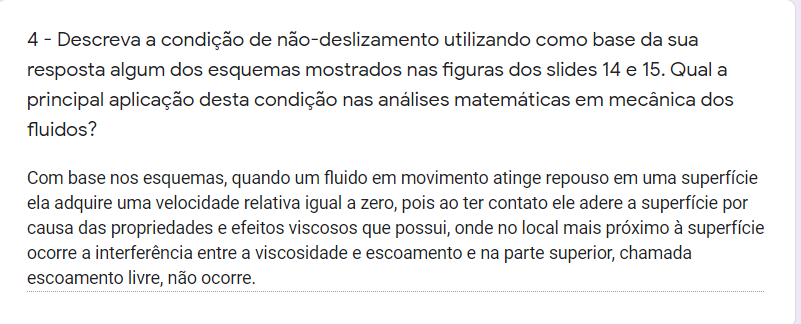 4 - Descreva a condição de não-deslizamento utilizando como base da sua
resposta algum dos esquemas mostrados nas figuras dos slides 14 e 15. Qual a
principal aplicação desta condição nas análises matemáticas em mecânica dos
fluidos?
Com base nos esquemas, quando um fluido em movimento atinge repouso em uma superfície
ela adquire uma velocidade relativa igual a zero, pois ao ter contato ele adere a superfície por
causa das propriedades e efeitos viscosos que possui, onde no local mais próximo à superfície
ocorre a interferência entre a viscosidade e escoamento e na parte superior, chamada
escoamento livre, não ocorre.